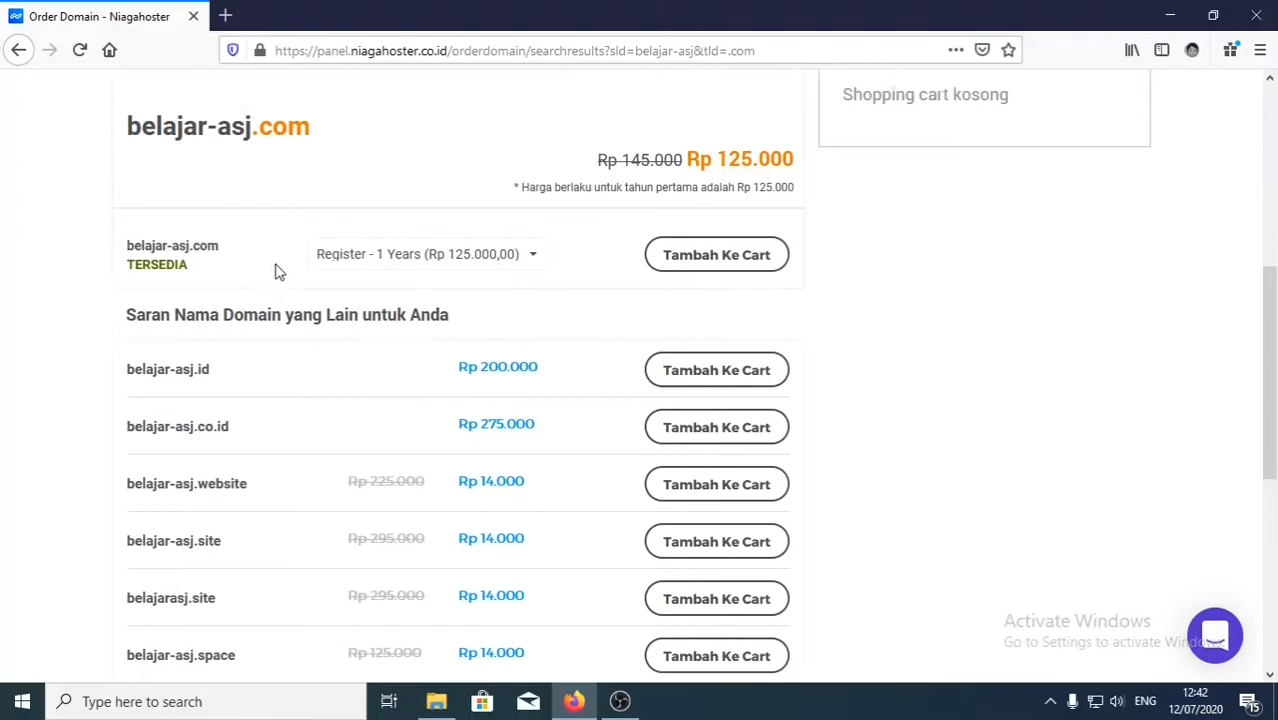 Order Domain - Niagahoster
https://panel.niagahoster.co.id/orderdomain/searchresults?sld=belajar-asj&tld=.com
belajar-asj.com
Rp 145.000 Rp 125.000
* Harga berlaku untuk tahun pertama adalah Rp 125.000
Shopping cart kosong
belajar-asj.com
TERSEDIA
Register - 1 Years (Rp 125.000,00)
Tambah Ke Cart
Saran Nama Domain yang Lain untuk Anda
belajar-asj.id Rp 200.000 Tambah Ke Cart
belajar-asj.co.id Rp 275.000 Tambah Ke Cart
belajar-asj.website Rp 225.000 Rp 14.000 Tambah Ke Cart
belajar-asj.site Rp 295.000 Rp 14.000 Tambah Ke Cart
belajarasj.site Rp 295.000 Rp 14.000 Tambah Ke Cart
belajar-asj.space Rp 125.000 Rp 14.000 Tambah Ke Cart
Activate Windows
Go to Settings to activate Windows.
Type here to search
ENG
12:42
12/07/2020
15